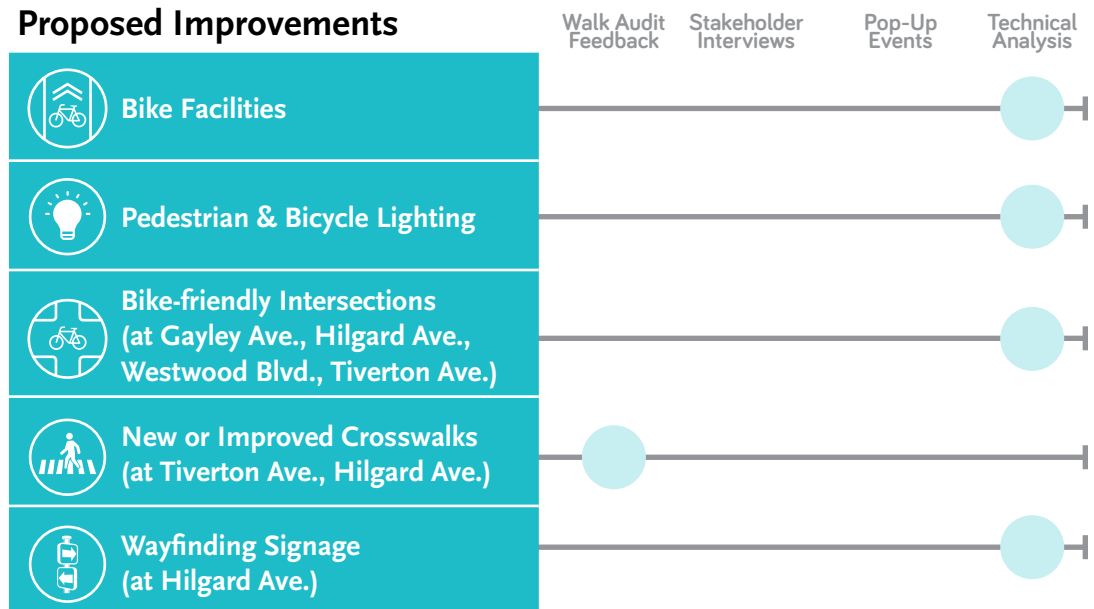 Proposed Improvements
Walk Audit
Feedback
Stakeholder
Interviews
Pop-Up
Events
Technical
Analysis
Bike Facilities
Pedestrian & Bicycle Lighting
Bike-friendly Intersections
(at Gayley Ave., Hilgard Ave.,
Westwood Blvd., Tiverton Ave.)
New or Improved Crosswalks
(at Tiverton Ave., Hilgard Ave.)
Wayfinding Signage
(at Hilgard Ave.)